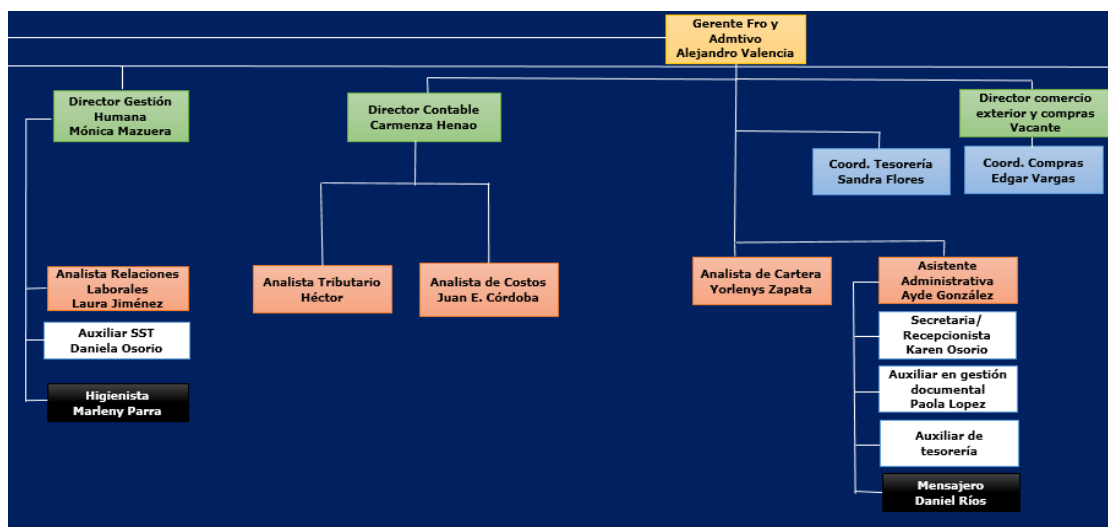 Gerente Fro y
Admtivo
Alejandro Valencia
Director Gestión
Humana
Mónica Mazuera
Director Contable
Carmenza Henao
Director comercio
exterior y compras
Vacante
Coord. Tesorería
Sandra Flores
Coord. Compras
Edgar Vargas
Analista Relaciones
Laborales
Laura Jiménez
Analista Tributario
Héctor
Analista de Costos
Juan E. Córdoba
Analista de Cartera
Yorlenys Zapata
Asistente
Administrativa
Ayde González
Auxiliar SST
Daniela Osorio
Secretaria/
Recepcionista
Karen Osorio
Higienista
Marleny Parra
Auxiliar en gestión
documental
Paola Lopez
Auxiliar de
tesorería
Mensajero
Daniel Ríos